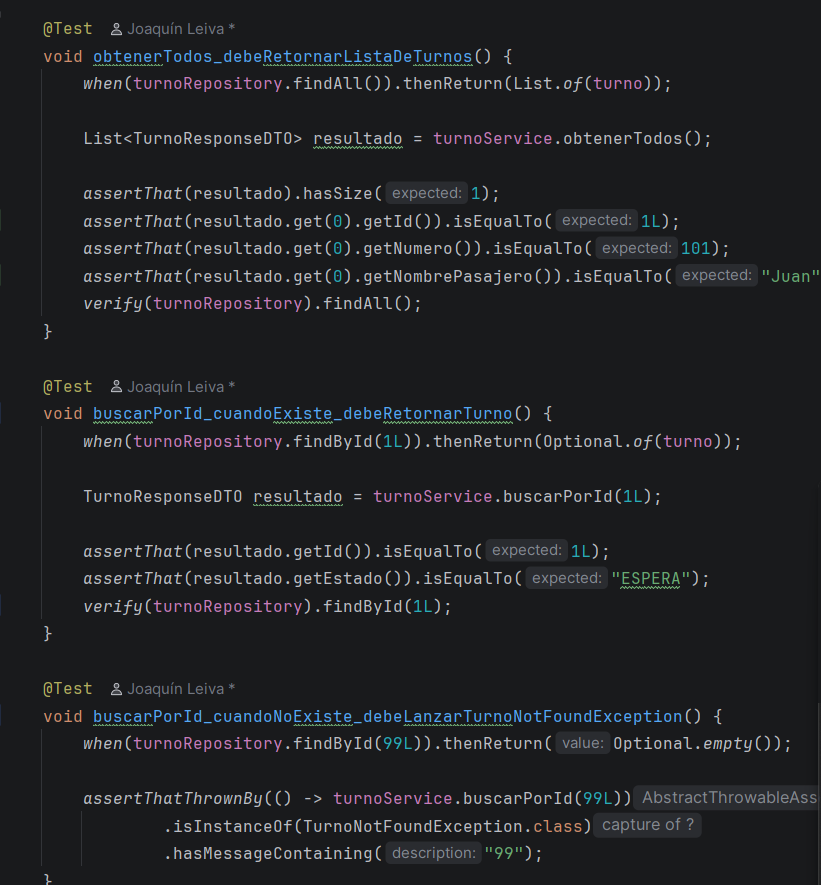 @Test Joaquín Leiva *
void obtenerTodos_debeRetornarListaDeTurnos() {
when(turnoRepository.findAll()).thenReturn(List.of(turno));
List<TurnoResponseDTO> resultado = turnoService.obtenerTodos();
assertThat(resultado).hasSize( expected: 1);
assertThat(resultado.get(0).getId()).isEqualTo( expected: 1L);
assertThat(resultado.get(0).getNumero()).isEqualTo( expected: 101);
assertThat(resultado.get(0).getNombrePasajero()).isEqualTo( expected: "Juan"
verify(turnoRepository).findAll();
}
@Test Joaquín Leiva *
void buscarPorId_cuandoExiste_debeRetornarTurno() {
when(turnoRepository.findById(1L)).thenReturn(Optional.of(turno));
TurnoResponseDTO resultado = turnoService.buscarPorId(1L);
assertThat(resultado.getId()).isEqualTo( expected: 1L);
assertThat(resultado.getEstado()).isEqualTo( expected: "ESPERA");
verify(turnoRepository).findById(1L);
}
@Test Joaquín Leiva *
void buscarPorId_cuandoNoExiste_debeLanzarTurnoNotFoundException() {
when(turnoRepository.findById(99L)).thenReturn( value: Optional.empty());
assertThatThrownBy(() -> turnoService.buscarPorId(99L)) AbstractThrowableAss
.isInstanceOf(TurnoNotFoundException.class) capture of ?
.hasMessageContaining( description: "99");
}